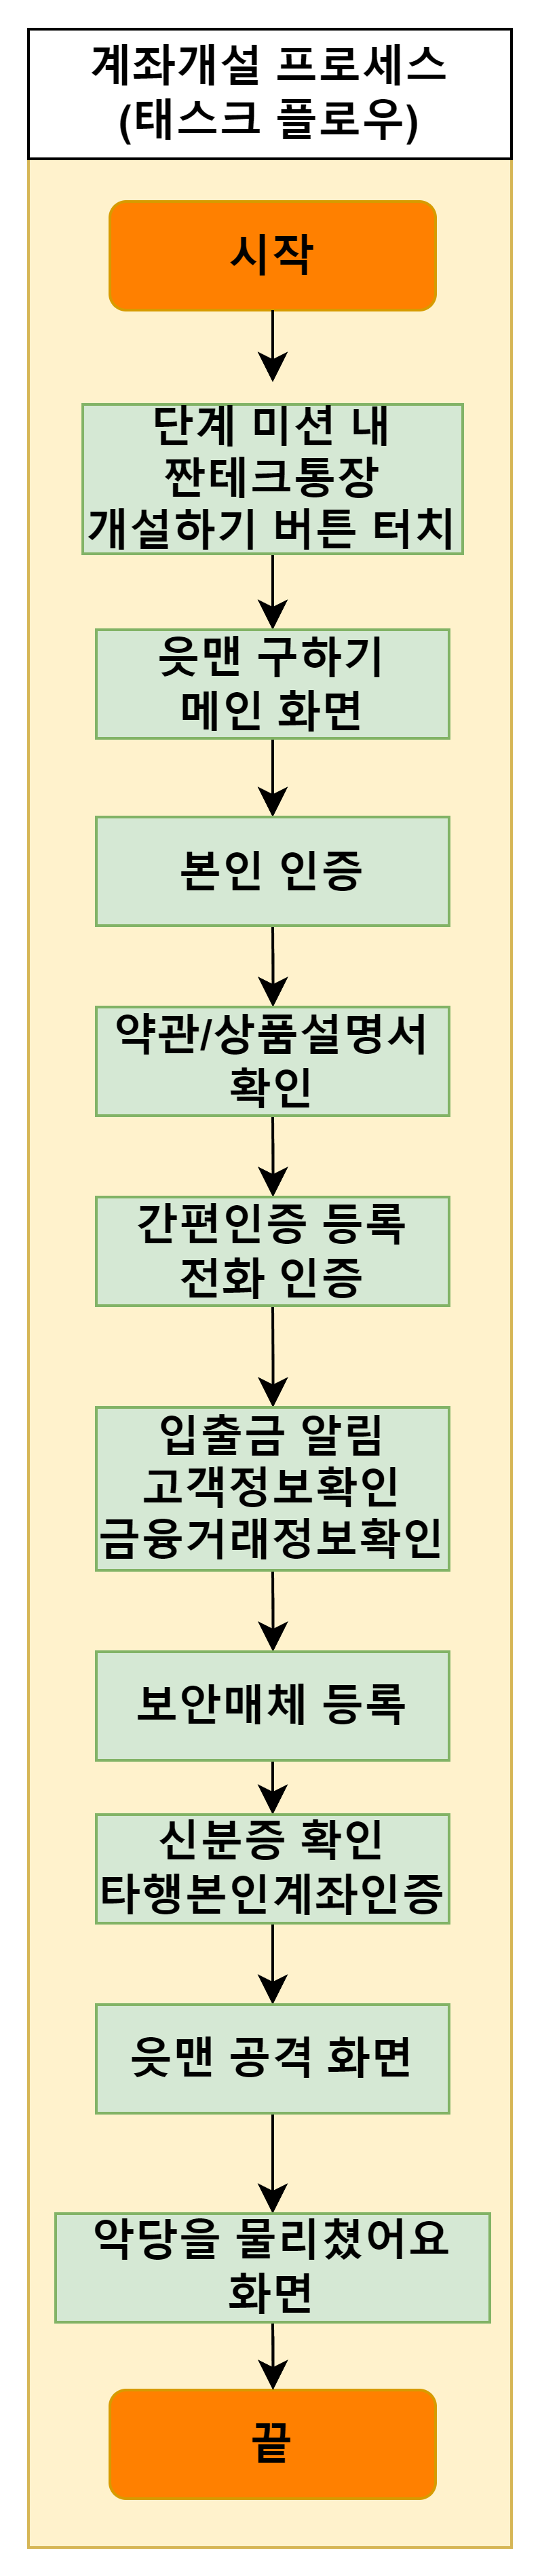 계좌개설 프로세스
(태스크 플로우)
시작
단계 미션 내
짠테크통장
개설하기 버튼 터치
읏맨 구하기
메인 화면
본인 인증
약관/상품설명서
확인
간편인증 등록
전화 인증
입출금 알림
고객정보확인
금융거래정보확인
보안매체 등록
신분증 확인
타행본인계좌인증
읏맨 공격 화면
악당을 물리쳤어요
화면
끝